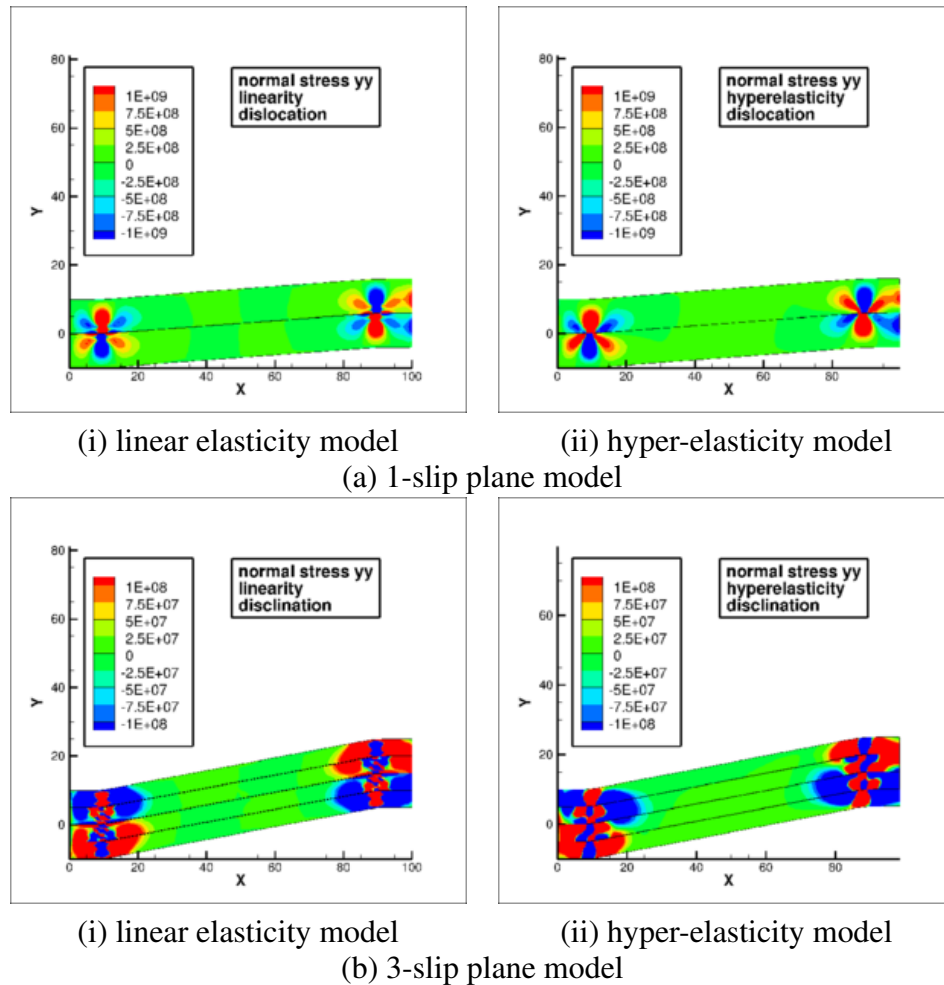 80
60
40
20
0
Y
1E+09
7.5E+08
5E+08
2.5E+08
0
-2.5E+08
-5E+08
-7.5E+08
-1E+09
normal stress yy
linearity
dislocation
0 20 40 60 80 100
X
80
60
40
20
0
Y
1E+09
7.5E+08
5E+08
2.5E+08
0
-2.5E+08
-5E+08
-7.5E+08
-1E+09
normal stress yy
hyperelasticity
dislocation
0 20 40 60 80
X
(i) linear elasticity model
(ii) hyper-elasticity model
(a) 1-slip plane model
80
60
40
20
0
Y
1E+08
7.5E+07
5E+07
2.5E+07
0
-2.5E+07
-5E+07
-7.5E+07
-1E+08
normal stress yy
linearity
disclination
0 20 40 60 80 100
X
60
40
20
0
Y
1E+08
7.5E+07
5E+07
2.5E+07
0
-2.5E+07
-5E+07
-7.5E+07
-1E+08
normal stress yy
hyperelasticity
disclination
0 20 40 60 80
X
(i) linear elasticity model
(ii) hyper-elasticity model
(b) 3-slip plane model